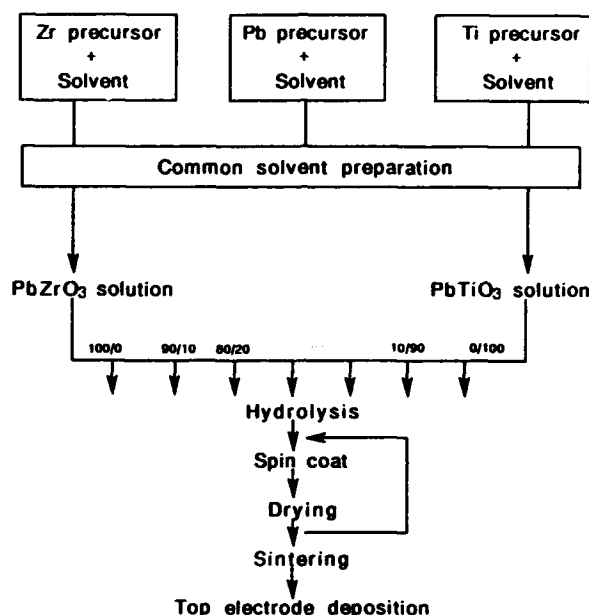 Zr precursor
+
Solvent
Pb precursor
+
Solvent
Ti precursor
+
Solvent
Common solvent preparation
PbZrO3 solution
PbTiO3 solution
100/0 90/10 80/20 ... 10/90 0/100
Hydrolysis
Spin coat
Drying
Sintering
Top electrode deposition